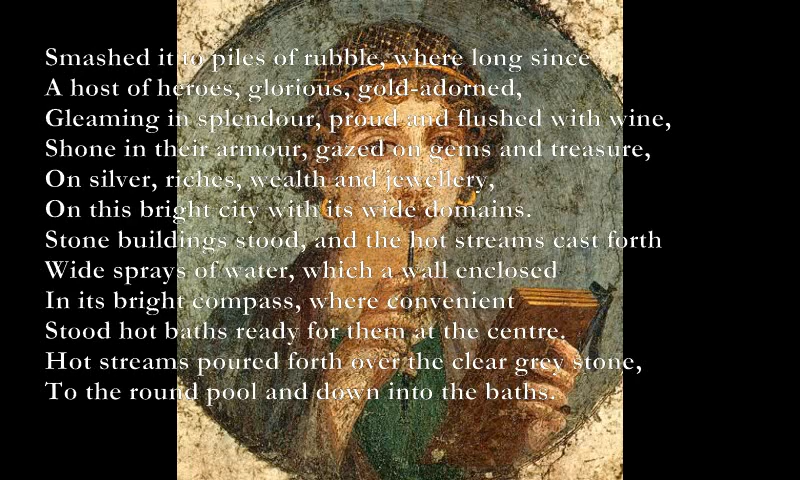 Smashed it to piles of rubble, where long since
A host of heroes, glorious, gold-adorned,
Gleaming in splendour, proud and flushed with wine,
Shone in their armour, gazed on gems and treasure,
On silver, riches, wealth and jewellery,
On this bright city with its wide domains.
Stone buildings stood, and the hot streams cast forth
Wide sprays of water, which a wall enclosed
In its bright compass, where convenient
Stood hot baths ready for them at the centre.
Hot streams poured forth over the clear grey stone,
To the round pool and down into the baths.